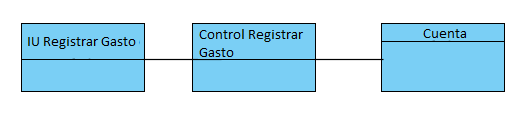 IU Registrar Gasto
Control Registrar
Gasto
Cuenta